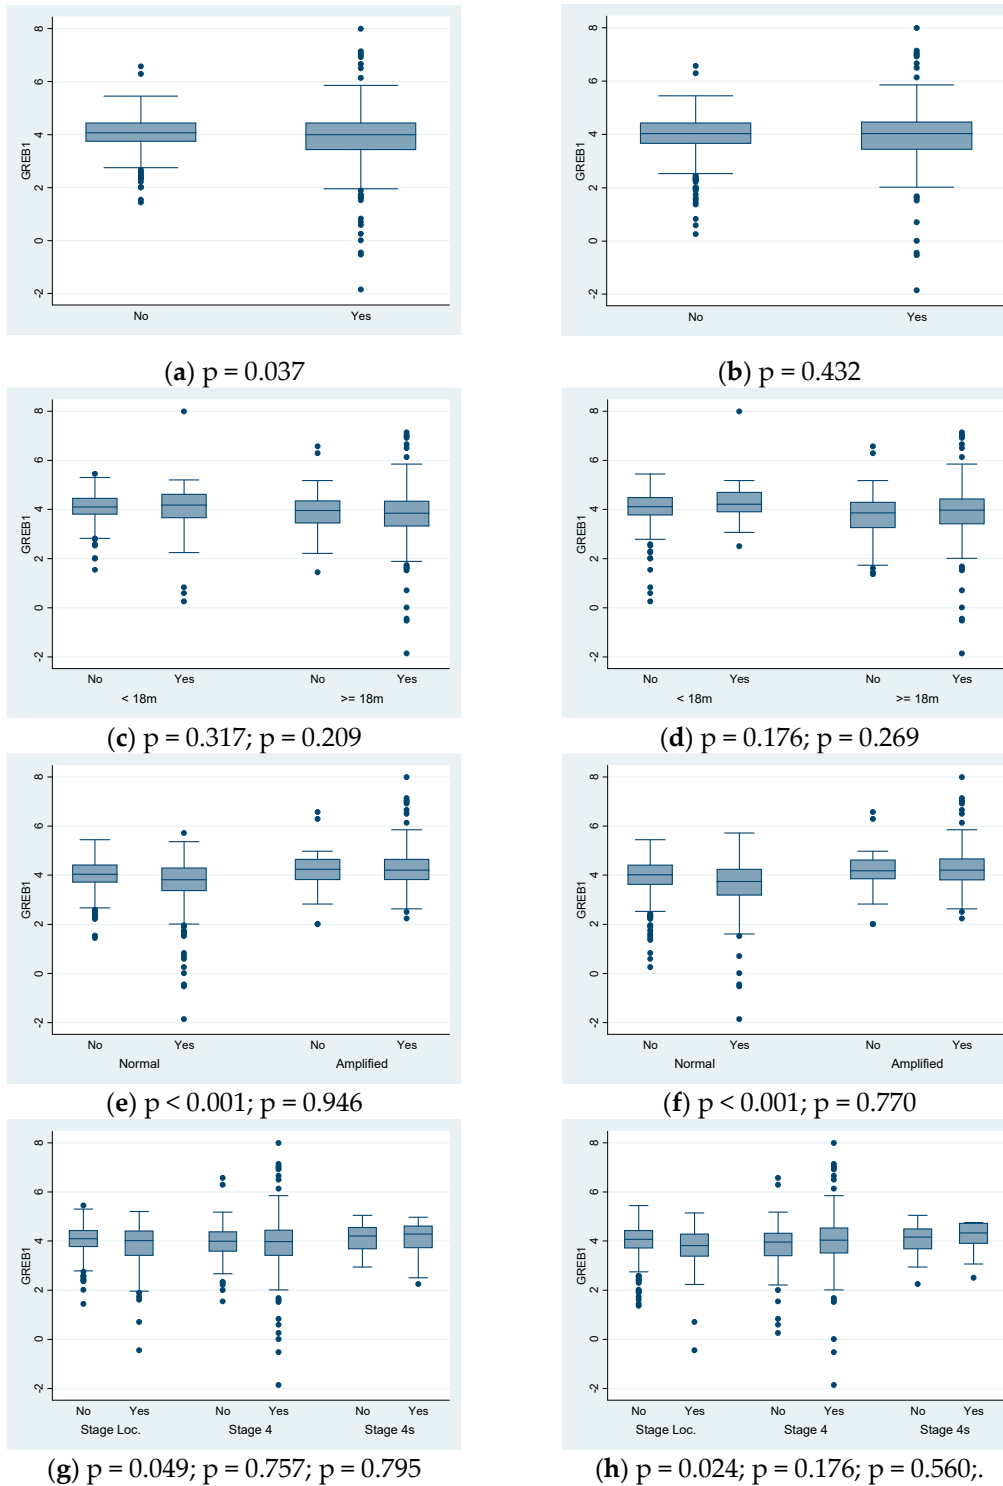 8
6
4
2
0
-2
GREB1
No Yes
(a) p = 0.037
8
6
4
2
0
-2
GREB1
No Yes
(b) p = 0.432
8
6
4
2
0
-2
GREB1
No Yes No Yes
< 18m >= 18m
(c) p = 0.317; p = 0.209
8
6
4
2
0
-2
GREB1
No Yes No Yes
< 18m >= 18m
(d) p = 0.176; p = 0.269
8
6
4
2
0
-2
GREB1
No Yes No Yes
Normal Amplified
(e) p < 0.001; p = 0.946
8
6
4
2
0
-2
GREB1
No Yes No Yes
Normal Amplified
(f) p < 0.001; p = 0.770
8
6
4
2
0
-2
GREB1
No Yes No Yes No Yes
Stage Loc. Stage 4 Stage 4s
(g) p = 0.049; p = 0.757; p = 0.795
8
6
4
2
0
-2
GREB1
No Yes No Yes No Yes
Stage Loc. Stage 4 Stage 4s
(h) p = 0.024; p = 0.176; p = 0.560;.